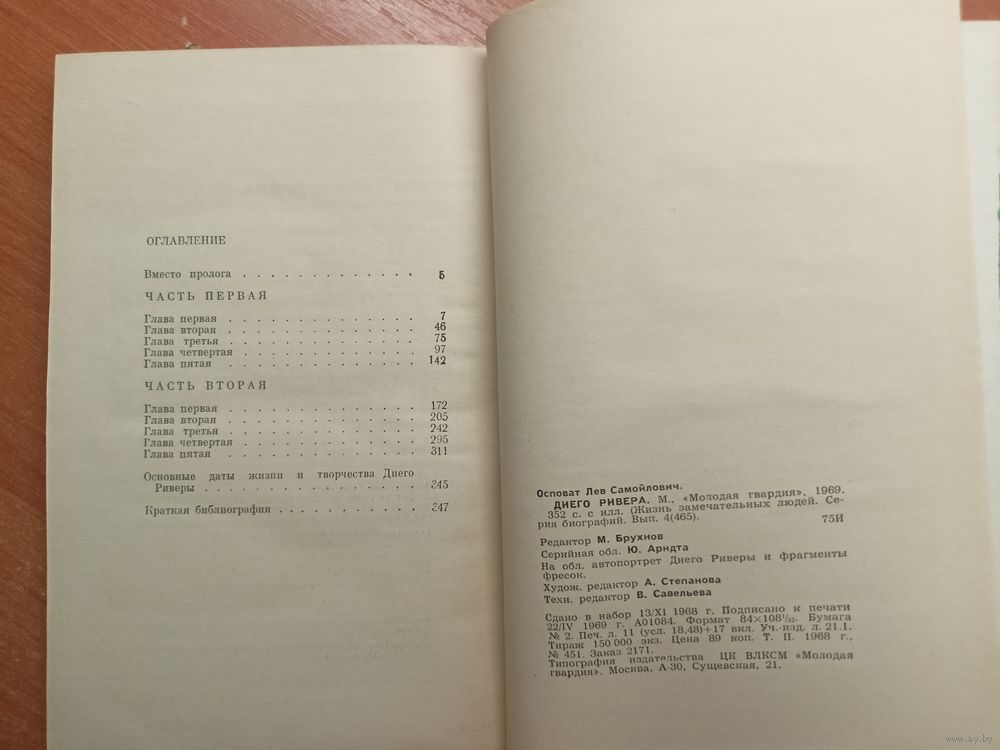 ОГЛАВЛЕНИЕ
Вместо пролога . . . . . . . . . . . . . 5
ЧАСТЬ ПЕРВАЯ
Глава первая . . . . . . . . . . . . . . 7
Глава вторая . . . . . . . . . . . . . . 46
Глава третья . . . . . . . . . . . . . . 75
Глава четвертая . . . . . . . . . . . . . 97
Глава пятая . . . . . . . . . . . . . . 142
ЧАСТЬ ВТОРАЯ
Глава первая . . . . . . . . . . . . . . 172
Глава вторая . . . . . . . . . . . . . . 205
Глава третья . . . . . . . . . . . . . . 242
Глава четвертая . . . . . . . . . . . . . 295
Глава пятая . . . . . . . . . . . . . . 311
Основные даты жизни и творчества Диего
Риверы . . . . . . . . . . . . . . . . 345
Краткая библиография . . . . . . . . . . . 347
Осповат Лев Самойлович.
ДИЕГО РИВЕРА. М., «Молодая гвардия», 1969.
352 с. с илл. (Жизнь замечательных людей. Се-
рия биографий. Вып. 4(465).
75И
Редактор М. Брухнов
Серийная обл. Ю. Арндта
На обл. автопортрет Диего Риверы и фрагменты
фресок.
Худож. редактор А. Степанова
Техн. редактор В. Савельева
Сдано в набор 13/XI 1968 г. Подписано к печати
22/IV 1969 г. А01084. Формат 84×108¹/₃₂. Бумага
№ 2. Печ. л. 11 (усл. 18.48)+17 вкл. Уч.-изд. л. 21.1.
Тираж 150 000 экз. Цена 89 коп. Т. П. 1968 г.,
№ 451. Заказ 2171.
Типография издательства ЦК ВЛКСМ «Молодая
гвардия». Москва, А-30, Сущевская, 21.
www.ay.by